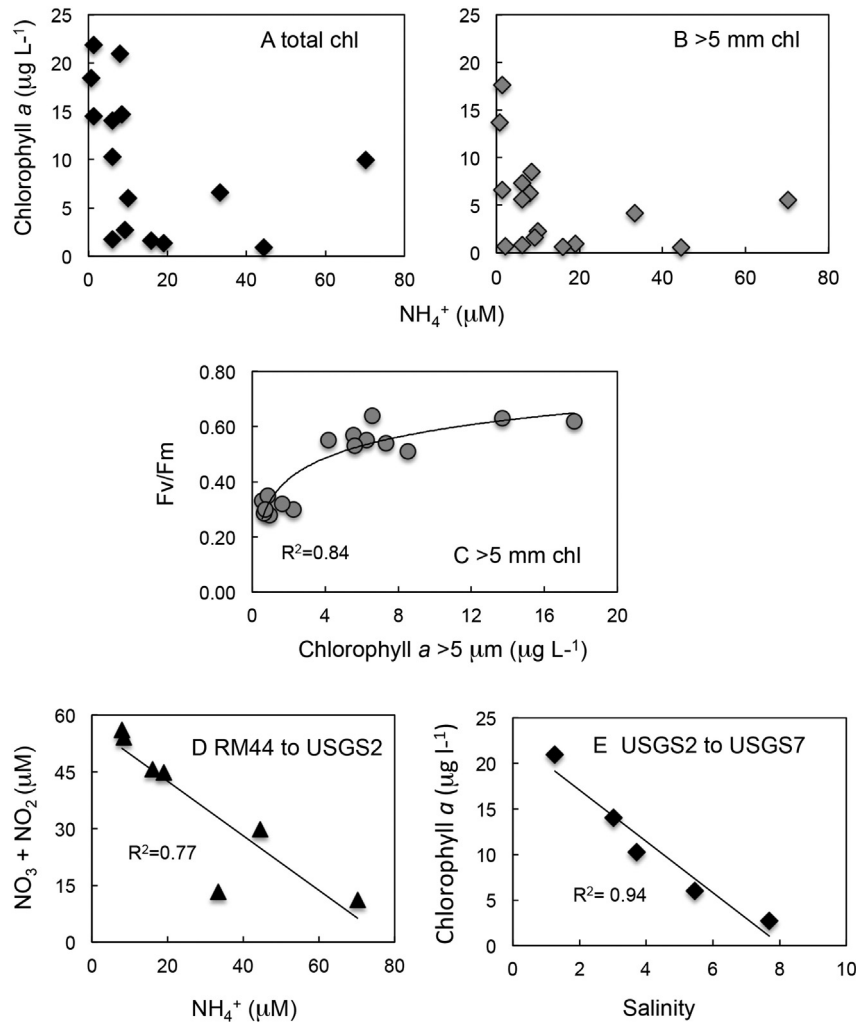 25
20
15
10
5
0
Chlorophyll a (μg L-1)
A total chl
0 20 40 60 80
25
20
15
10
5
0
B >5 mm chl
0 20 40 60 80
NH4+ (μM)
0.80
0.60
0.40
0.20
0.00
Fv/Fm
R2=0.84
C >5 mm chl
0 4 8 12 16 20
Chlorophyll a >5 μm (μg L-1)
60
45
30
15
0
NO3 + NO2 (μM)
D RM44 to USGS2
R2=0.77
0 20 40 60 80
NH4+ (μM)
25
20
15
10
5
0
Chlorophyll a (μg l-1)
E USGS2 to USGS7
R2= 0.94
0 2 4 6 8 10
Salinity